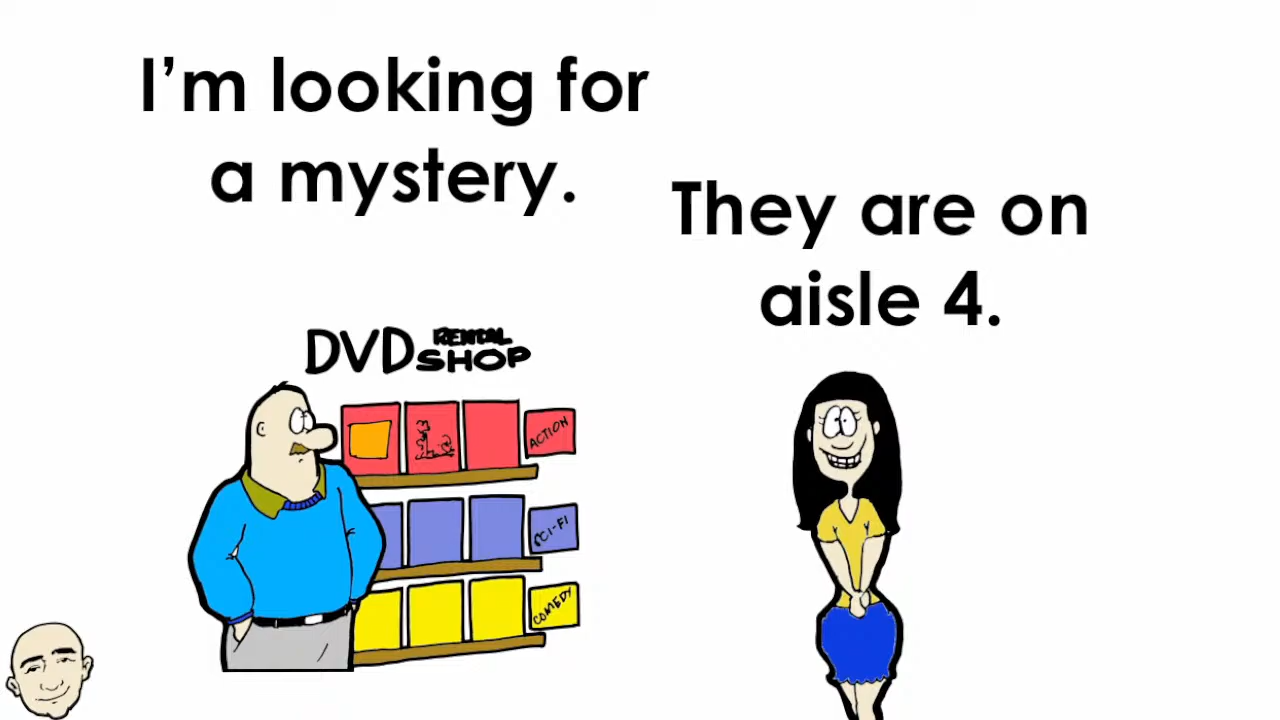 I'm looking for
a mystery.
They are on
aisle 4.
DVD RENTAL SHOP
ACTION
SCI-FI
COMEDY